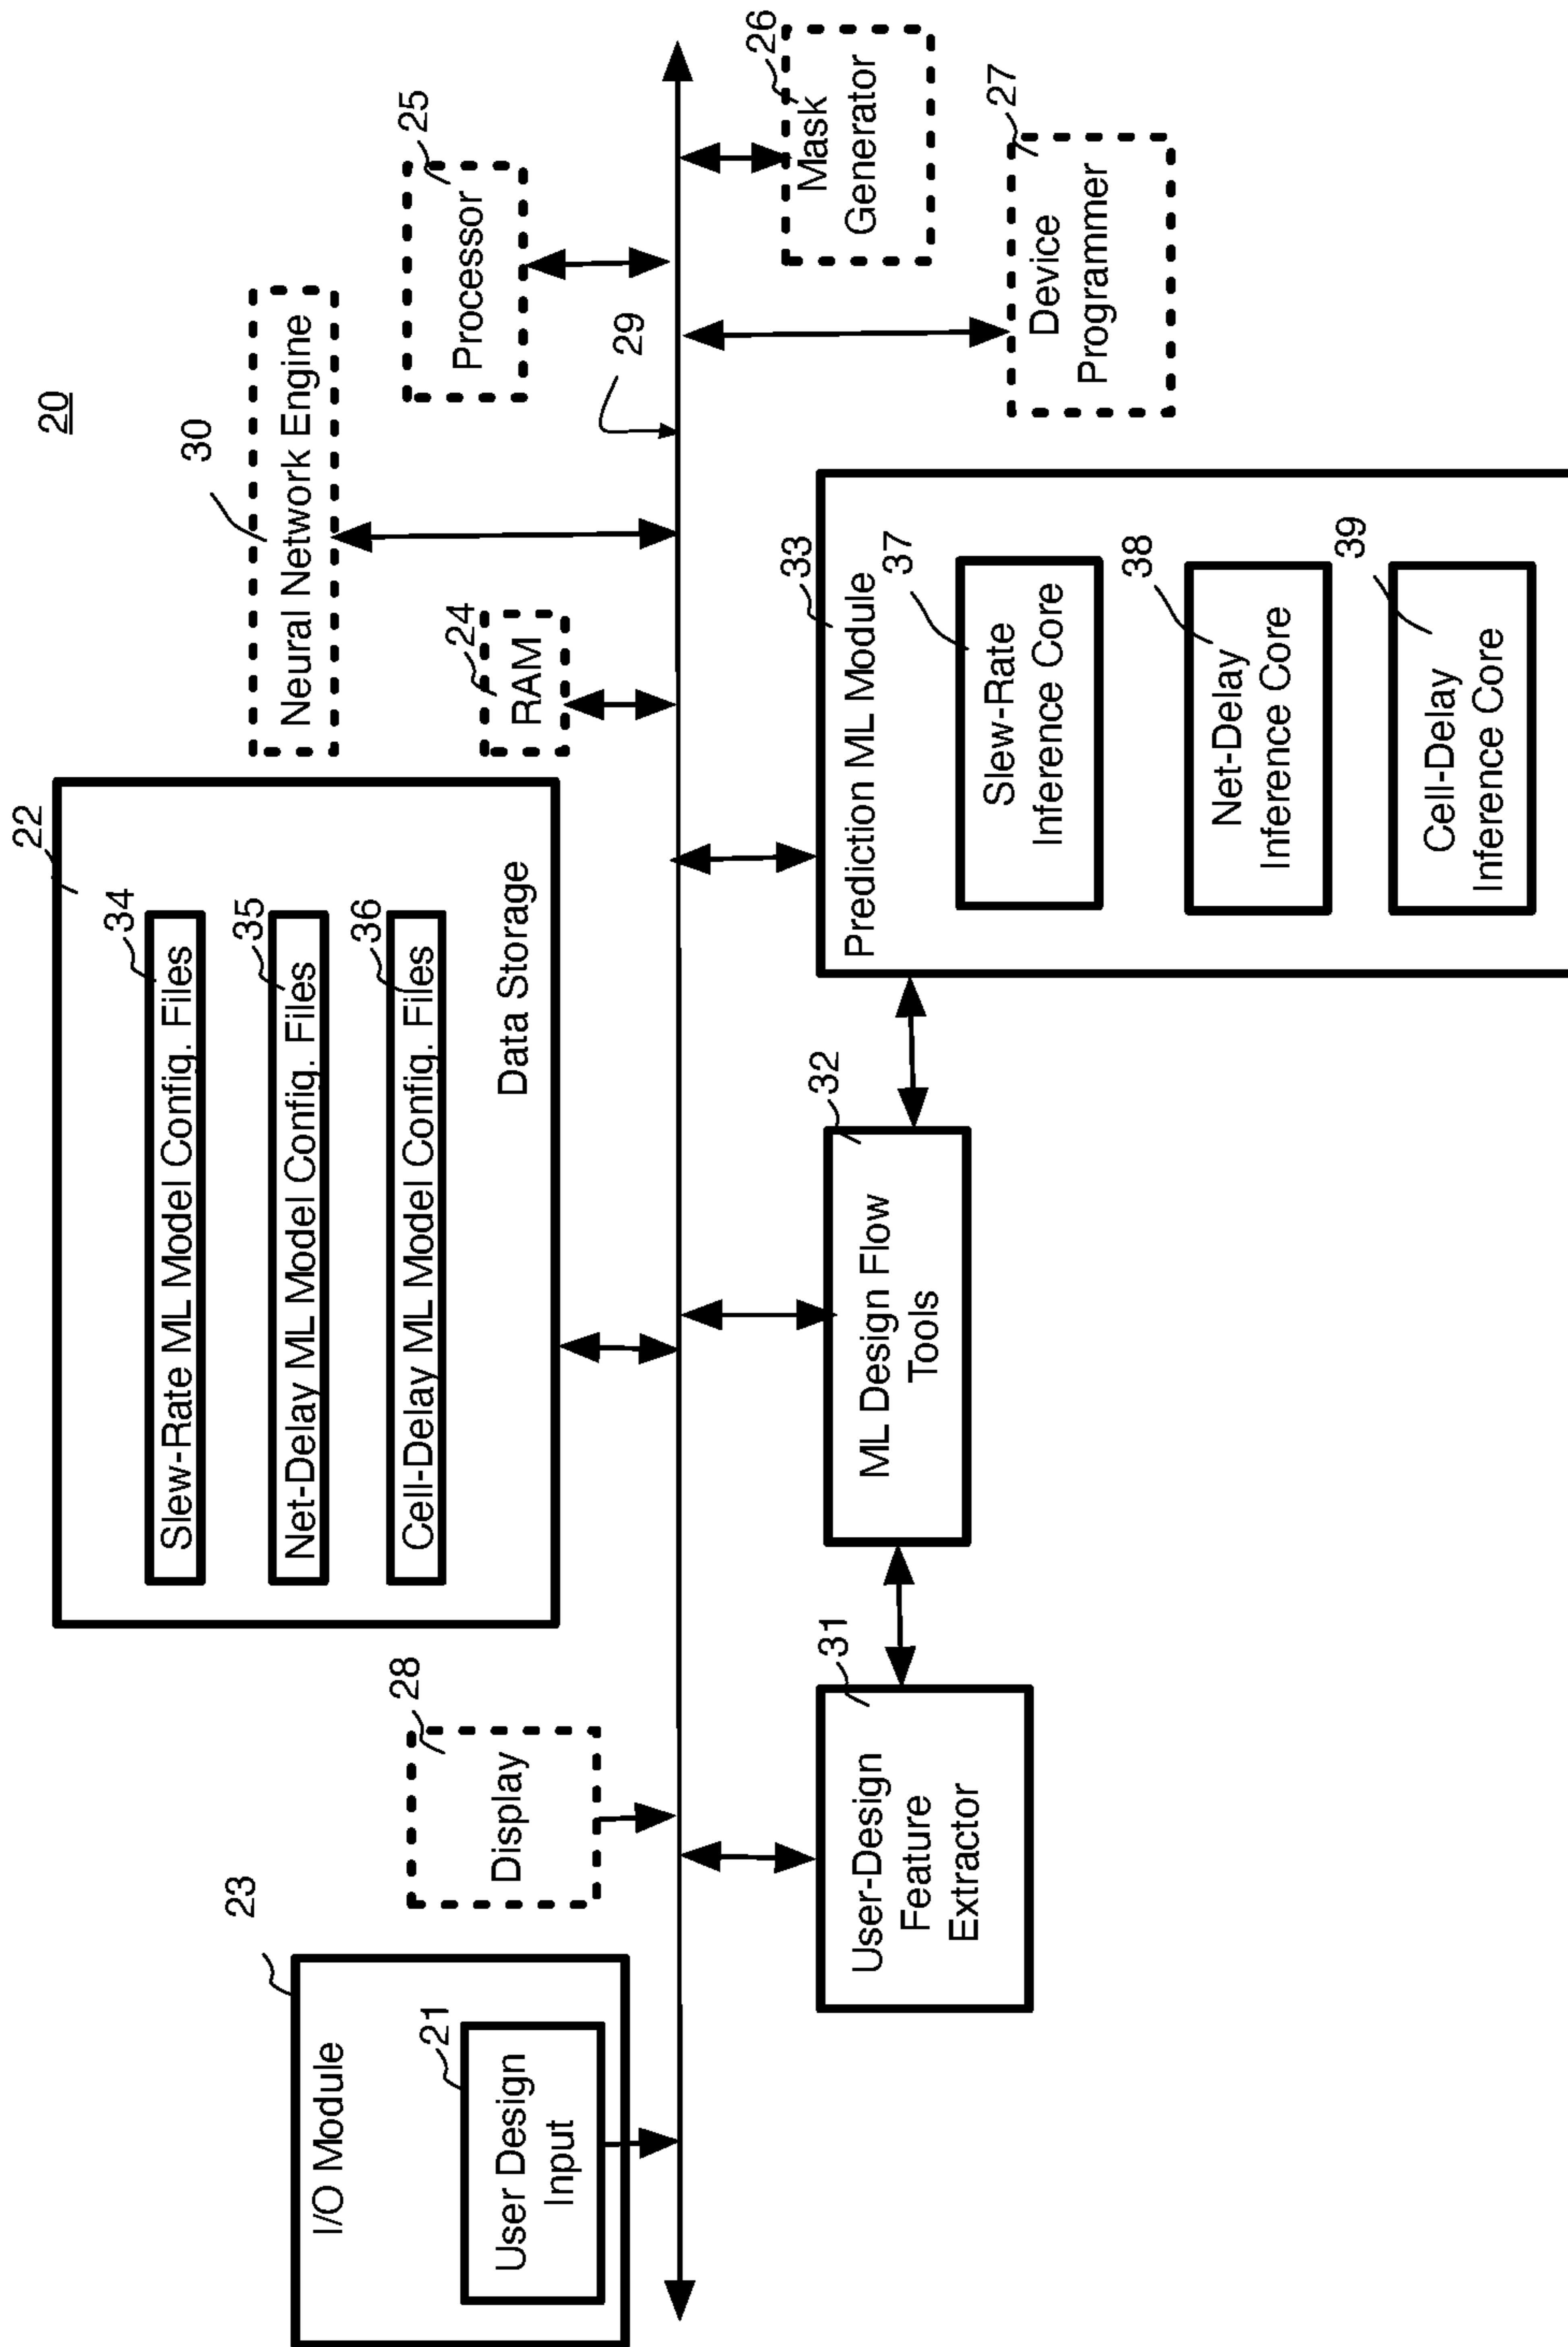 20
23
I/O Module
21
User Design
Input
28
Display
22
34
Slew-Rate ML Model Config. Files
35
Net-Delay ML Model Config. Files
36
Cell-Delay ML Model Config. Files
Data Storage
30
Neural Network Engine
24
RAM
25
Processor
29
26
Mask
Generator
27
Device
Programmer
31
User-Design
Feature
Extractor
32
ML Design Flow
Tools
33
Prediction ML Module
37
Slew-Rate
Inference Core
38
Net-Delay
Inference Core
39
Cell-Delay
Inference Core